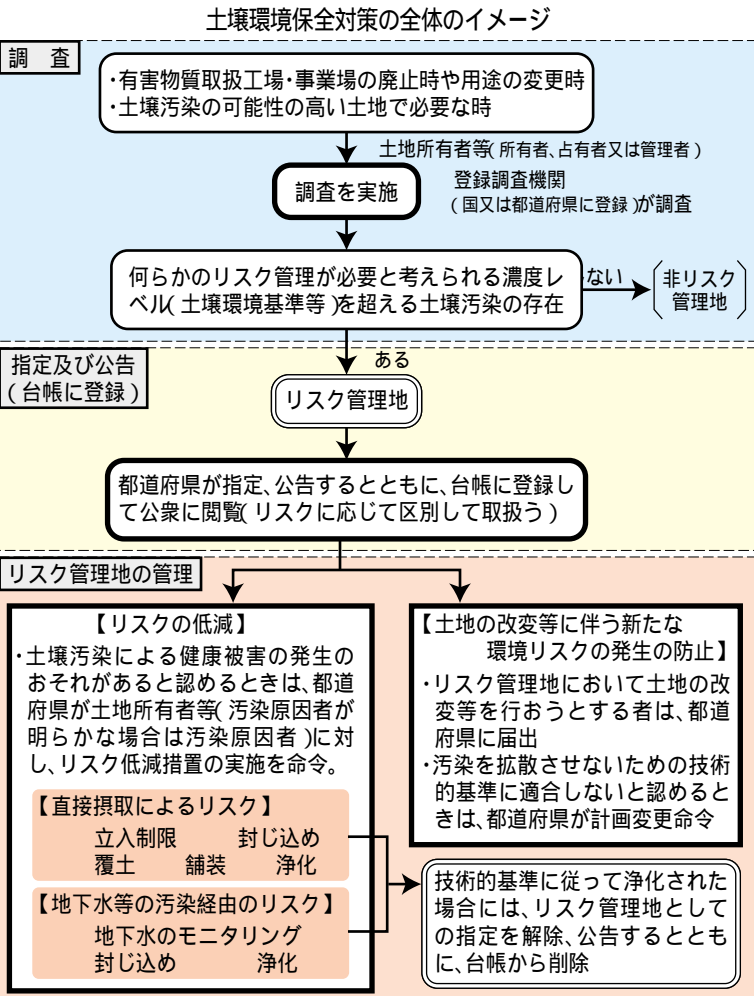 土壌環境保全対策の全体のイメージ
調 査
・有害物質取扱工場・事業場の廃止時や用途の変更時
・土壌汚染の可能性の高い土地で必要な時
土地所有者等(所有者、占有者又は管理者)
調査を実施
登録調査機関
(国又は都道府県に登録)が調査
何らかのリスク管理が必要と考えられる濃度レ
ベル(土壌環境基準等)を超える土壌汚染の存在
ない
非リスク
管理地
指定及び公告
(台帳に登録)
ある
リスク管理地
都道府県が指定、公告するとともに、台帳に登録し
て公衆に閲覧(リスクに応じて区別して取扱う)
リスク管理地の管理
【リスクの低減】
・土壌汚染による健康被害の発生の
おそれがあると認めるときは、都道
府県が土地所有者等(汚染原因者が
明らかな場合は汚染原因者)に対
し、リスク低減措置の実施を命令。
【直接摂取によるリスク】
立入制限 封じ込め
覆土 舗装 浄化
【地下水等の汚染経由のリスク】
地下水のモニタリング
封じ込め 浄化
【土地の改変等に伴う新たな
環境リスクの発生の防止】
・リスク管理地において土地の改
変等を行おうとする者は、都道
府県に届出
・汚染を拡散させないための技術
的基準に適合しないと認めると
きは、都道府県が計画変更命令
技術的基準に従って浄化された
場合には、リスク管理地として
の指定を解除、公告するととも
に、台帳から削除